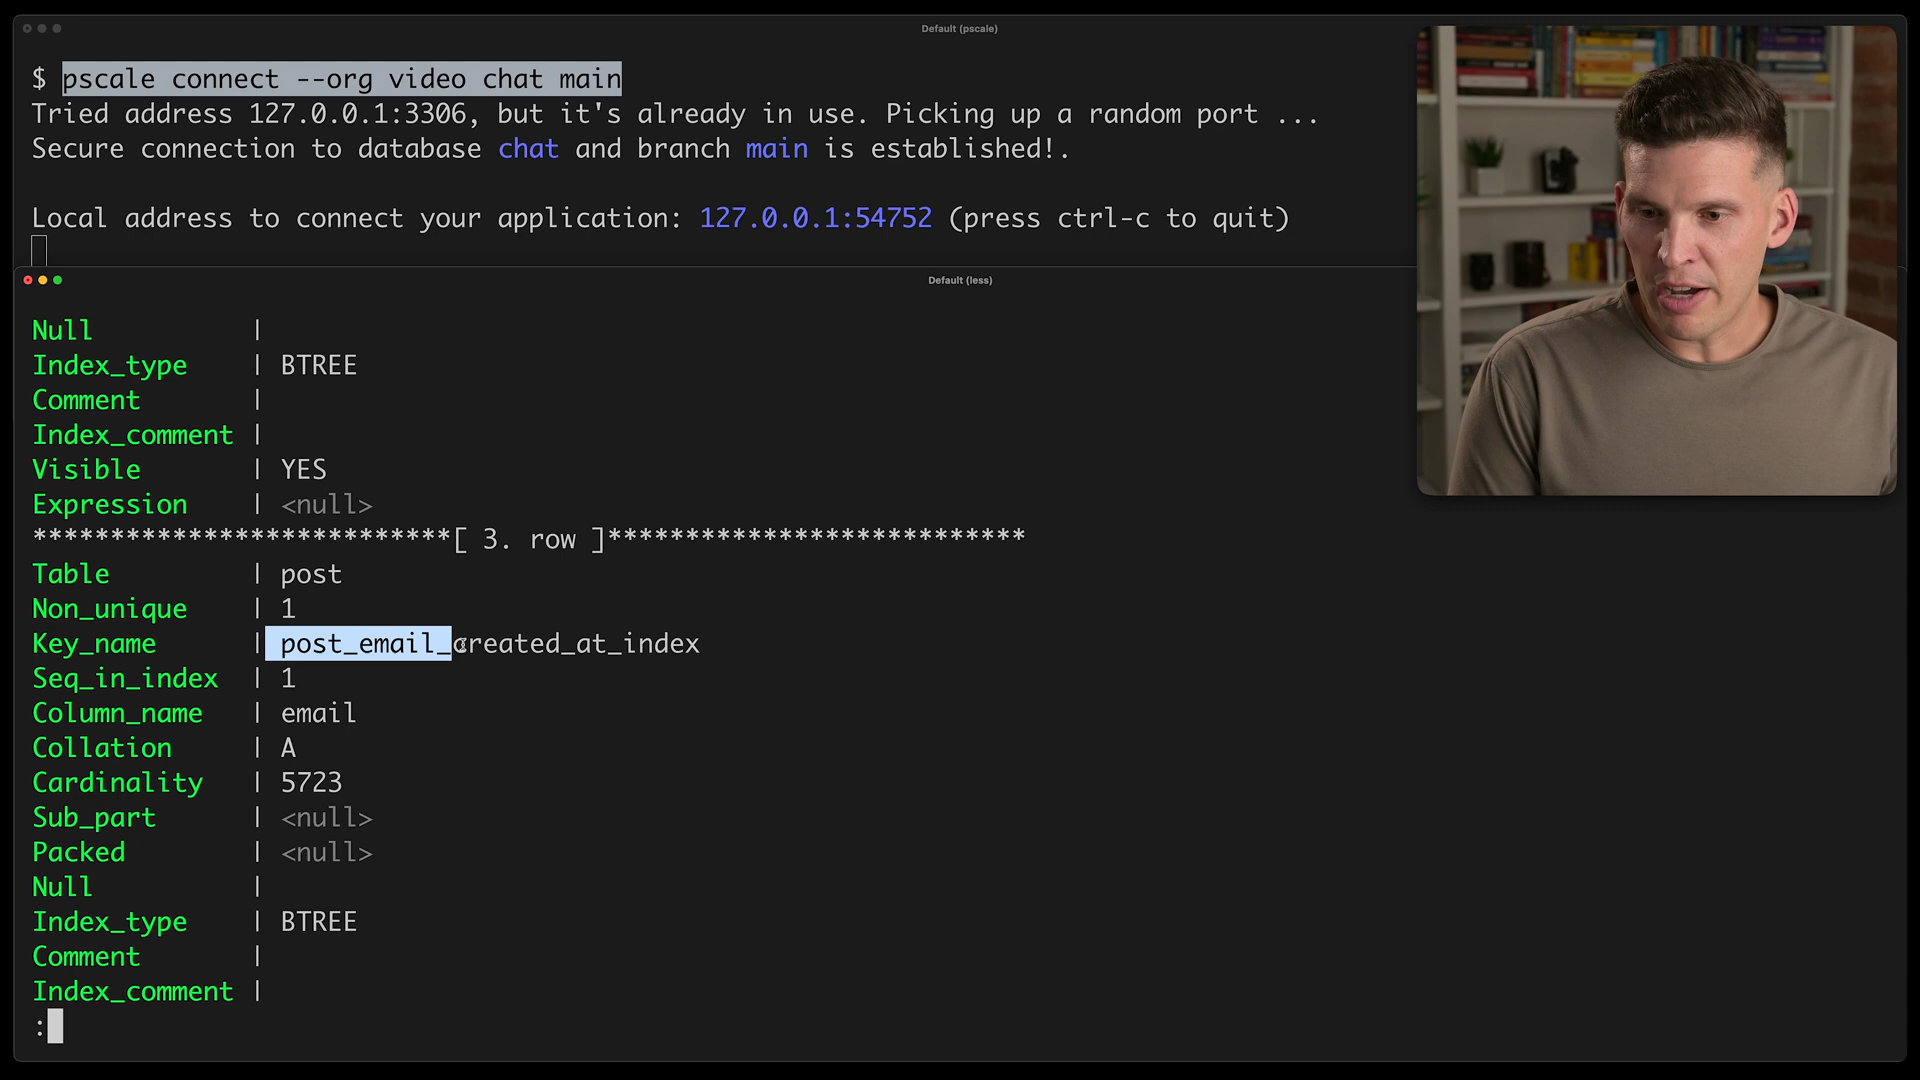 Default (pscale)
$ pscale connect --org video chat main
Tried address 127.0.0.1:3306, but it's already in use. Picking up a random port ...
Secure connection to database chat and branch main is established!.
Local address to connect your application: 127.0.0.1:54752 (press ctrl-c to quit)
Default (less)
Null |
Index_type | BTREE
Comment |
Index_comment |
Visible | YES
Expression | <null>
***************************[ 3. row ]***************************
Table | post
Non_unique | 1
Key_name | post_email_created_at_index
Seq_in_index | 1
Column_name | email
Collation | A
Cardinality | 5723
Sub_part | <null>
Packed | <null>
Null |
Index_type | BTREE
Comment |
Index_comment |
: